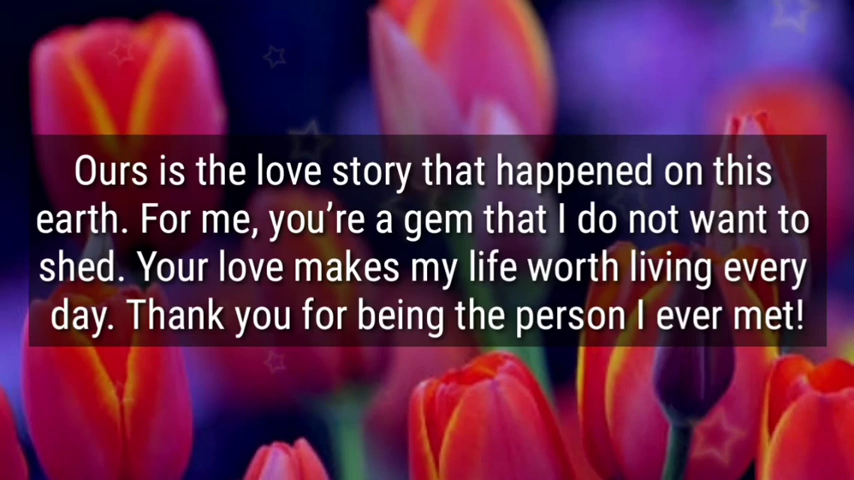 Ours is the love story that happened on this
earth. For me, you’re a gem that I do not want to
shed. Your love makes my life worth living every
day. Thank you for being the person I ever met!